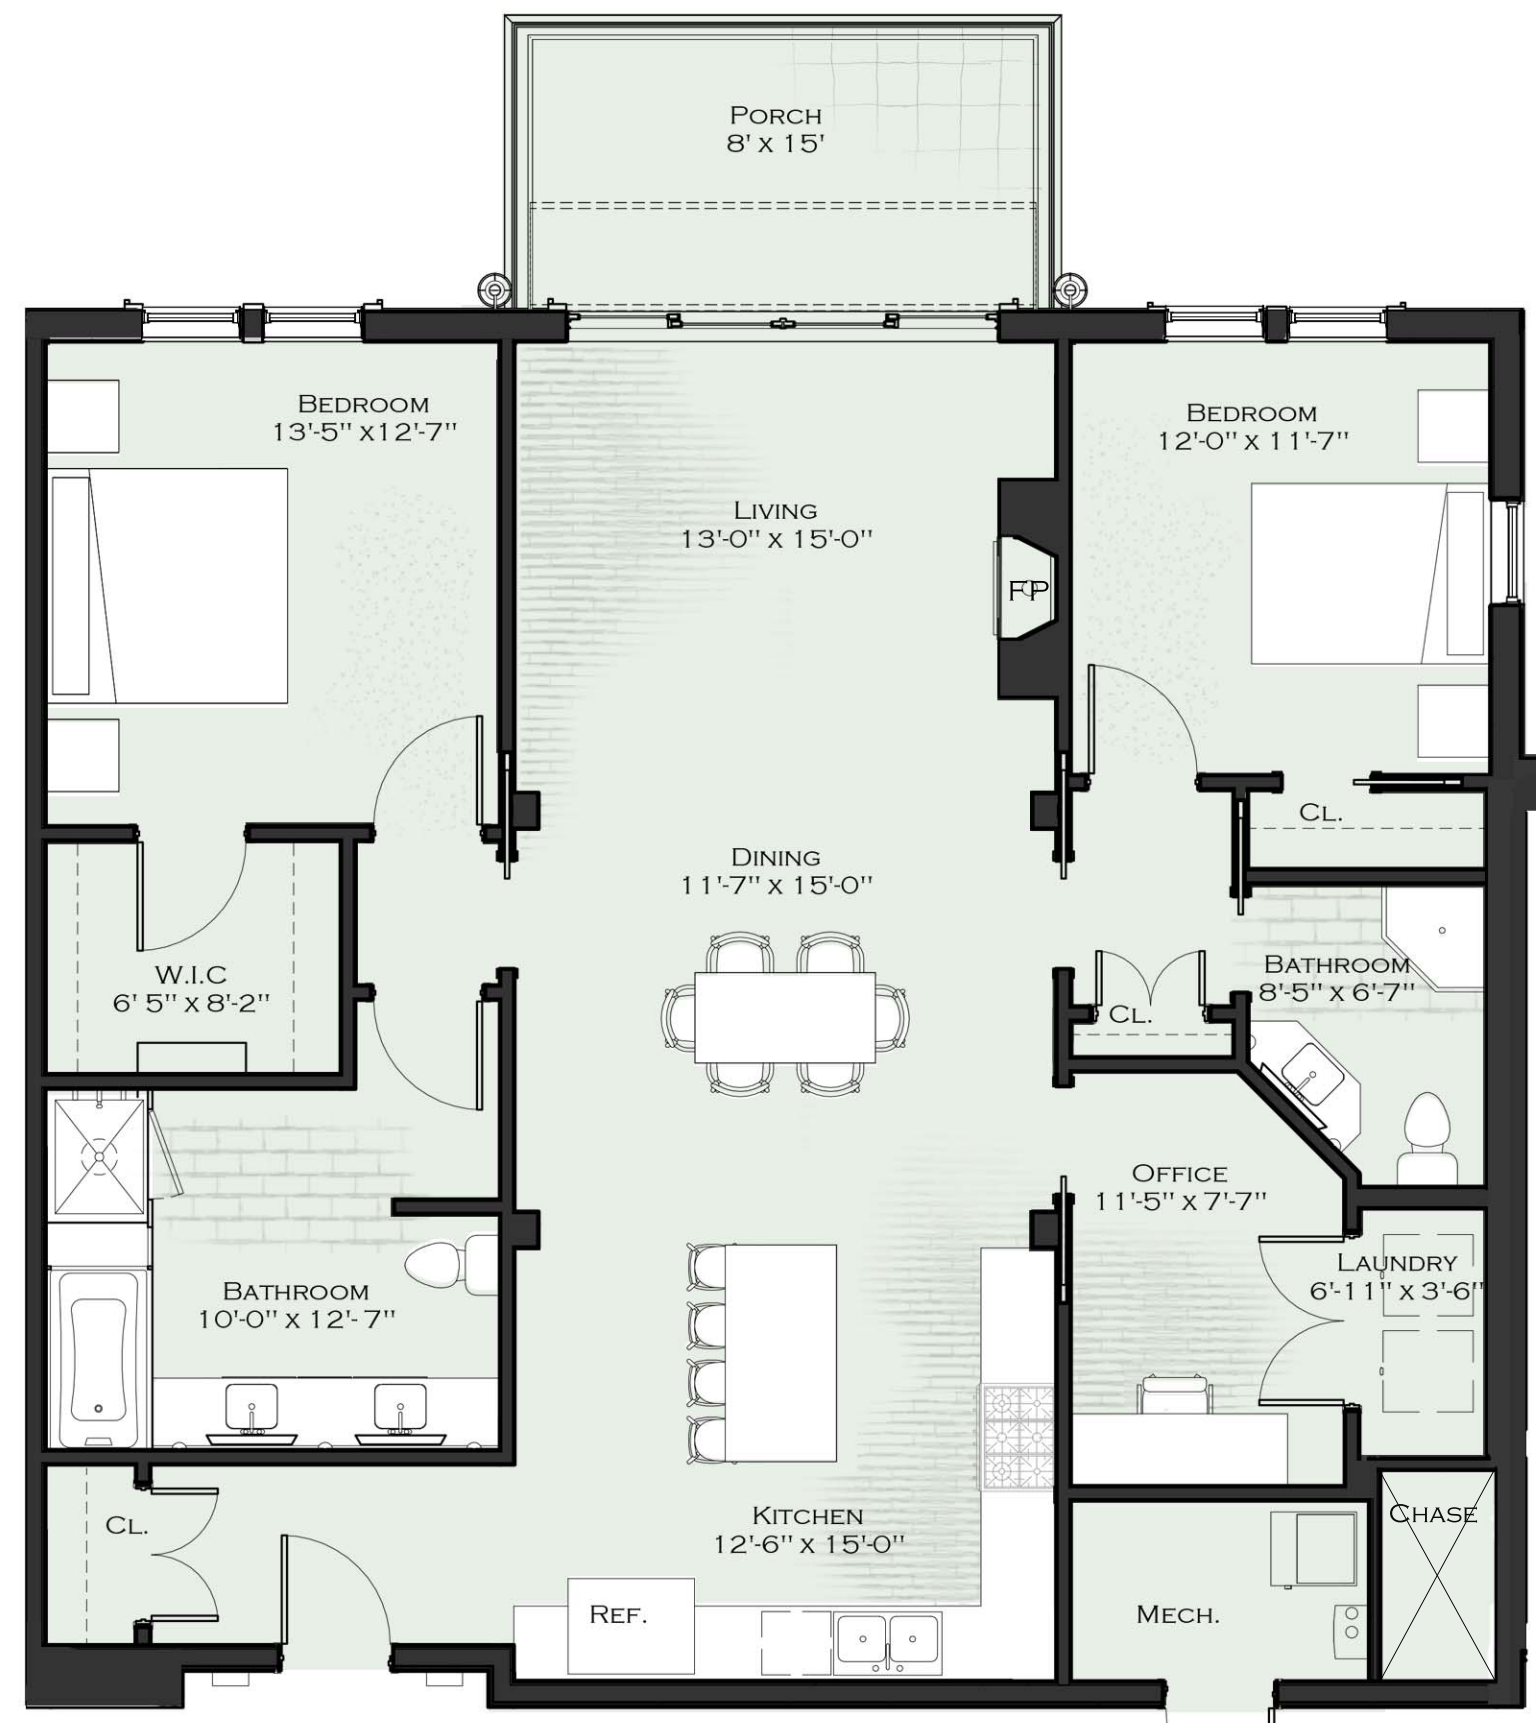 PORCH
8' X 15'
BEDROOM
13'-5" X12'-7"
BEDROOM
12'-0" X 11'-7"
LIVING
13'-0" X 15'-0"
FP
CL.
DINING
11'-7" X 15'-0"
W.I.C
6' 5" X 8'-2"
BATHROOM
8'-5" X 6'-7"
CL.
OFFICE
11'-5" X 7'-7"
LAUNDRY
6'-11" X 3'-6"
BATHROOM
10'-0" X 12'-7"
CL.
KITCHEN
12'-6" X 15'-0"
CHASE
REF.
MECH.